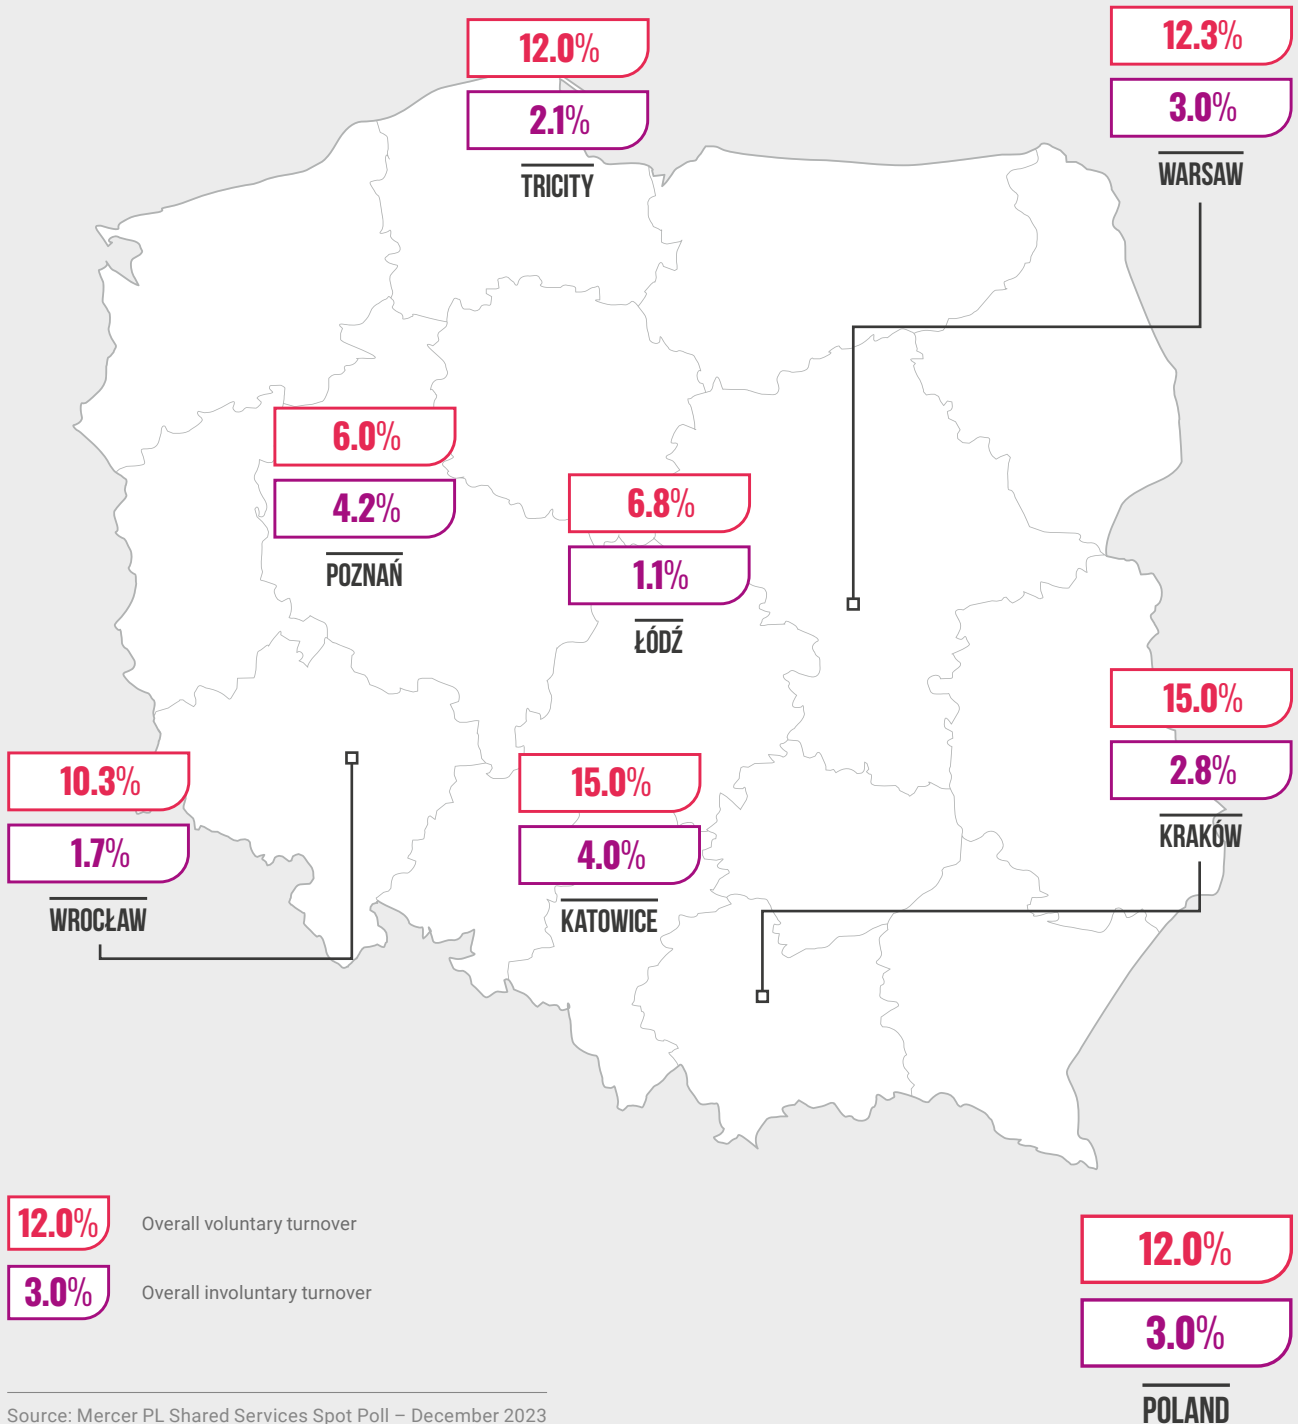 12.0%
2.1%
TRICITY
12.3%
3.0%
WARSAW
6.0%
4.2%
POZNAŃ
6.8%
1.1%
ŁÓDŹ
15.0%
2.8%
KRAKÓW
10.3%
1.7%
WROCŁAW
15.0%
4.0%
KATOWICE
12.0% Overall voluntary turnover
3.0% Overall involuntary turnover
12.0%
3.0%
POLAND
Source: Mercer PL Shared Services Spot Poll – December 2023